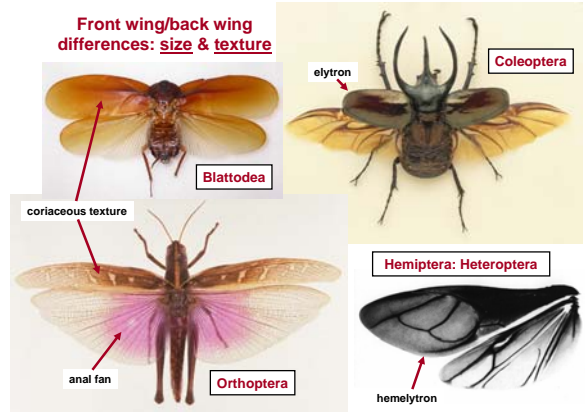 Front wing/back wing
differences: size & texture
Coleoptera
elytron
Blattodea
coriaceous texture
Hemiptera: Heteroptera
anal fan
Orthoptera
hemelytron